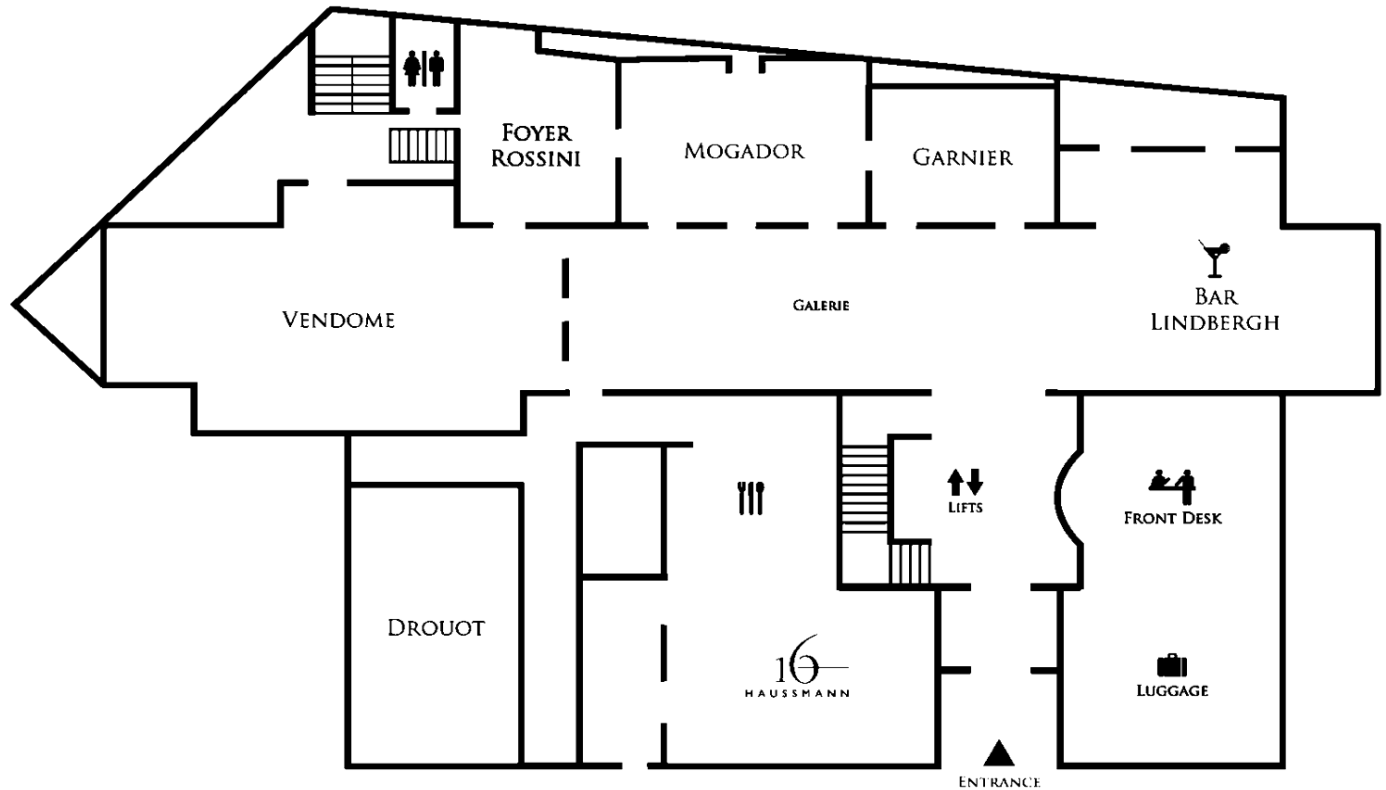 FOYER
ROSSINI
MOGADOR
GARNIER
VENDOME
GALERIE
BAR
LINDBERGH
LIFTS
FRONT DESK
DROUOT
16
HAUSSMANN
LUGGAGE
ENTRANCE